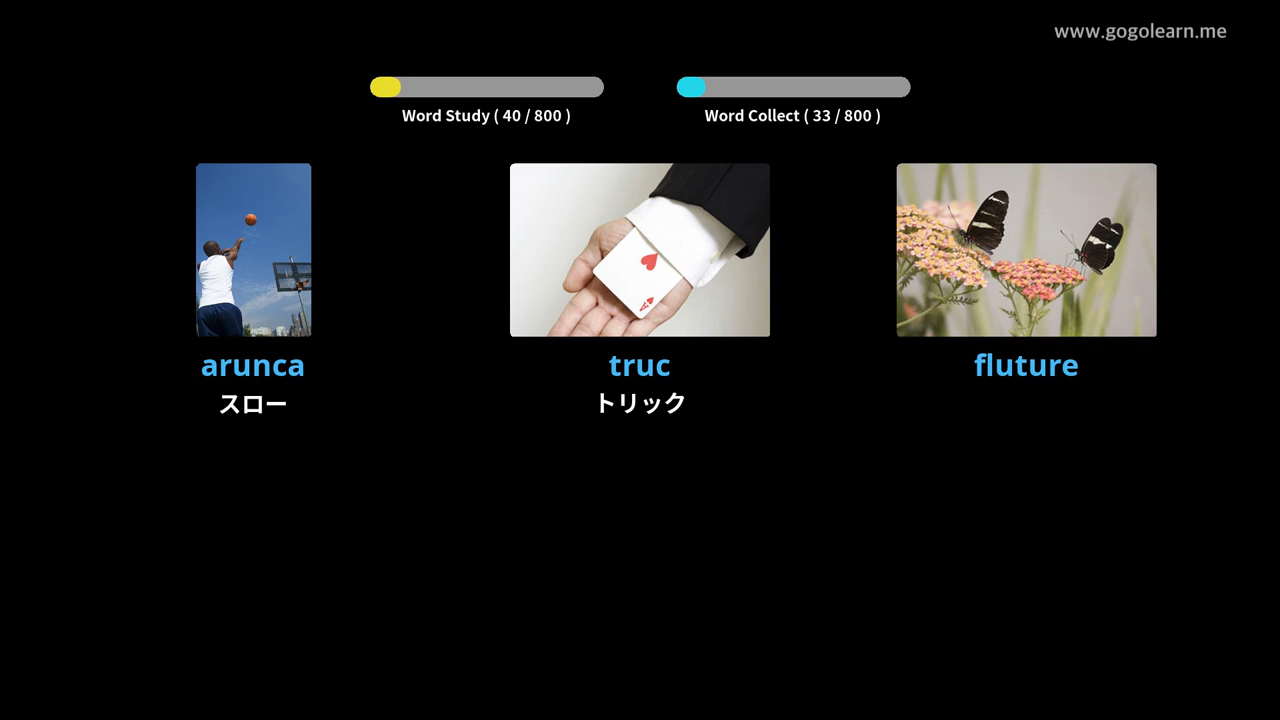 www.gogolearn.me
Word Study ( 40 / 800 )
Word Collect ( 33 / 800 )
arunca
truc
fluture
スロー
トリック